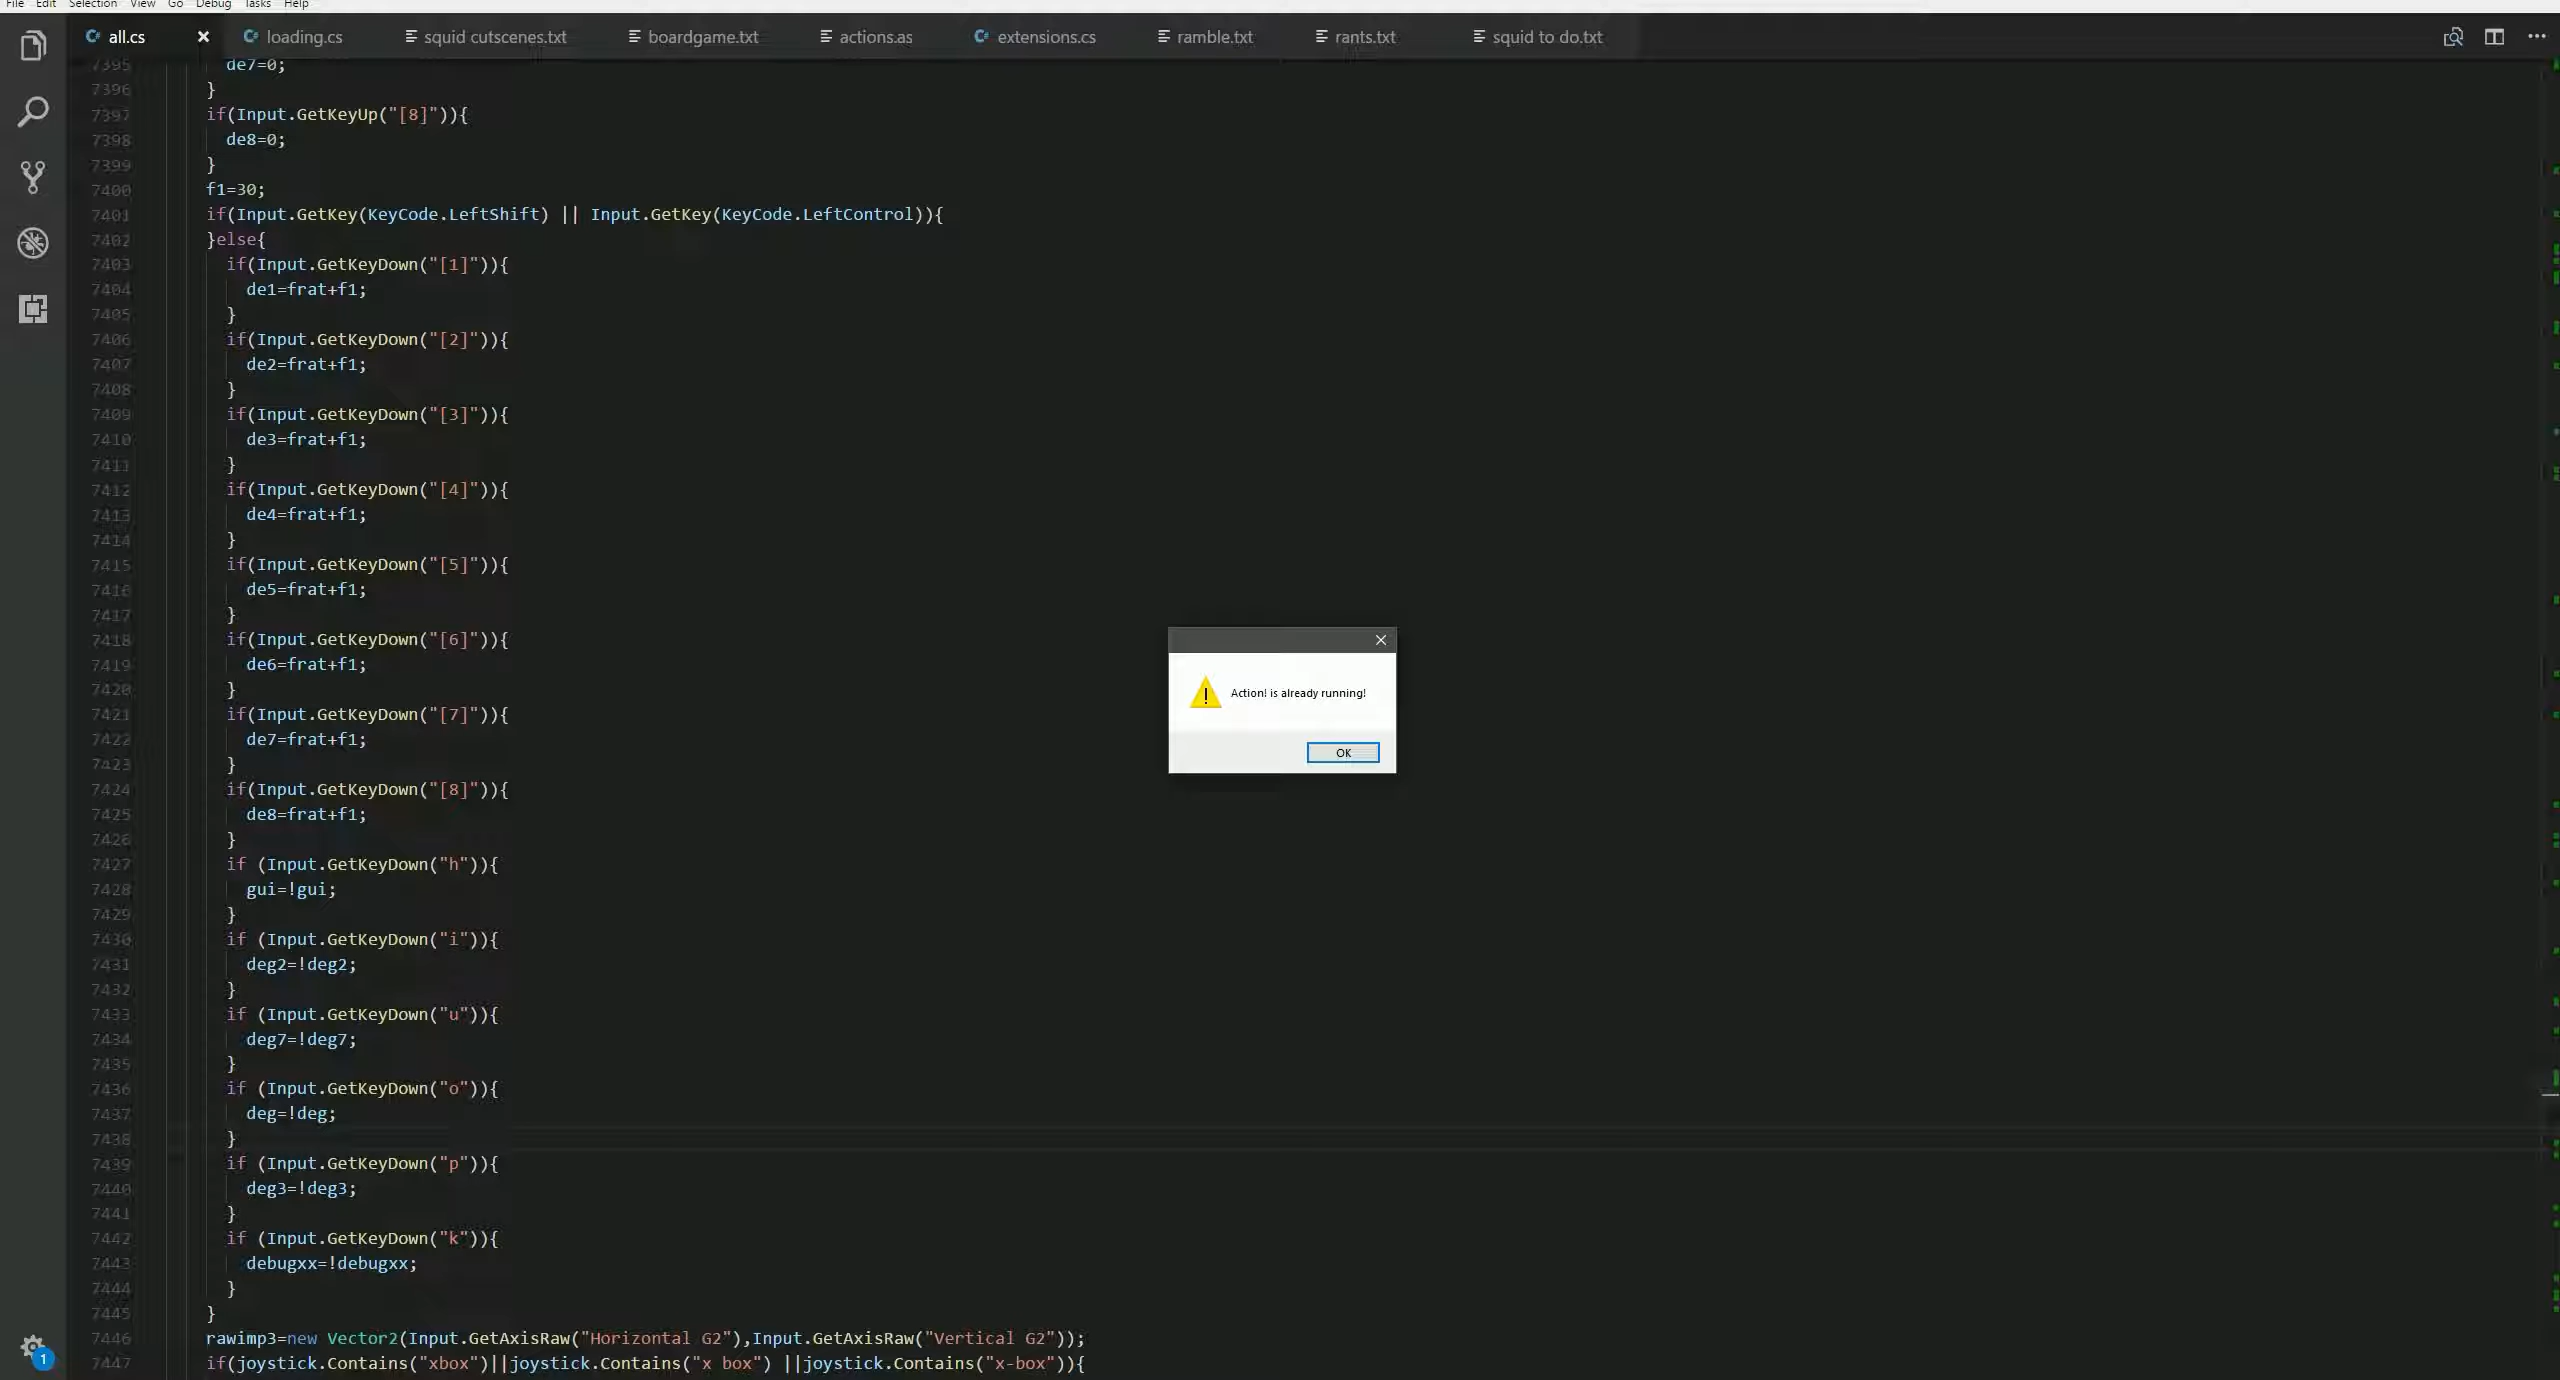 File Edit Selection View Go Debug Tasks Help
all.cs loading.cs squid cutscenes.txt boardgame.txt actions.as extensions.cs ramble.txt rants.txt squid to do.txt
7395 de7=0;
7396 }
7397 if(Input.GetKeyUp("[8]")){
7398 de8=0;
7399 }
7400 f1=30;
7401 if(Input.GetKey(KeyCode.LeftShift) || Input.GetKey(KeyCode.LeftControl)){
7402 }else{
7403 if(Input.GetKeyDown("[1]")){
7404 de1=frat+f1;
7405 }
7406 if(Input.GetKeyDown("[2]")){
7407 de2=frat+f1;
7408 }
7409 if(Input.GetKeyDown("[3]")){
7410 de3=frat+f1;
7411 }
7412 if(Input.GetKeyDown("[4]")){
7413 de4=frat+f1;
7414 }
7415 if(Input.GetKeyDown("[5]")){
7416 de5=frat+f1;
7417 }
7418 if(Input.GetKeyDown("[6]")){
7419 de6=frat+f1;
7420 }
7421 if(Input.GetKeyDown("[7]")){
7422 de7=frat+f1;
7423 }
7424 if(Input.GetKeyDown("[8]")){
7425 de8=frat+f1;
7426 }
7427 if (Input.GetKeyDown("h")){
7428 gui=!gui;
7429 }
7430 if (Input.GetKeyDown("i")){
7431 deg2=!deg2;
7432 }
7433 if (Input.GetKeyDown("u")){
7434 deg7=!deg7;
7435 }
7436 if (Input.GetKeyDown("o")){
7437 deg=!deg;
7438 }
7439 if (Input.GetKeyDown("p")){
7440 deg3=!deg3;
7441 }
7442 if (Input.GetKeyDown("k")){
7443 debugxx=!debugxx;
7444 }
7445 }
7446 rawimp3=new Vector2(Input.GetAxisRaw("Horizontal G2"),Input.GetAxisRaw("Vertical G2"));
7447 if(joystick.Contains("xbox")||joystick.Contains("x box") ||joystick.Contains("x-box")){
Action! is already running!
OK
1